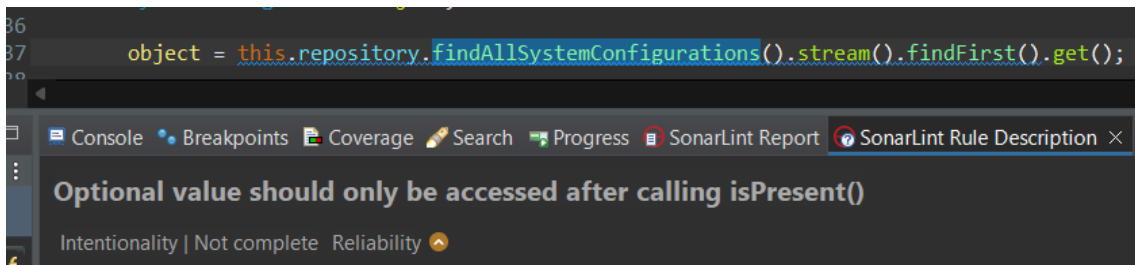 36
37 object = this.repository.findAllSystemConfigurations().stream().findFirst().get();
Console Breakpoints Coverage Search Progress SonarLint Report SonarLint Rule Description
Optional value should only be accessed after calling isPresent()
Intentionality | Not complete Reliability